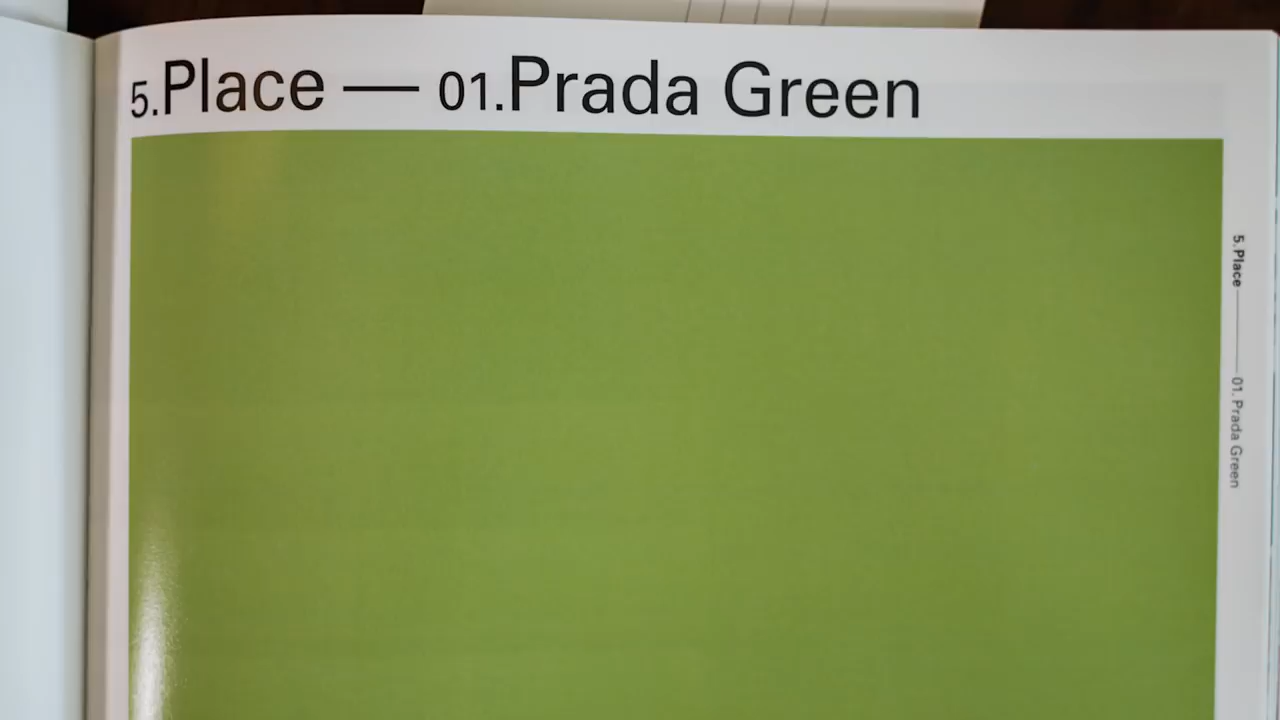 5.Place — 01.Prada Green
5. Place — 01. Prada Green